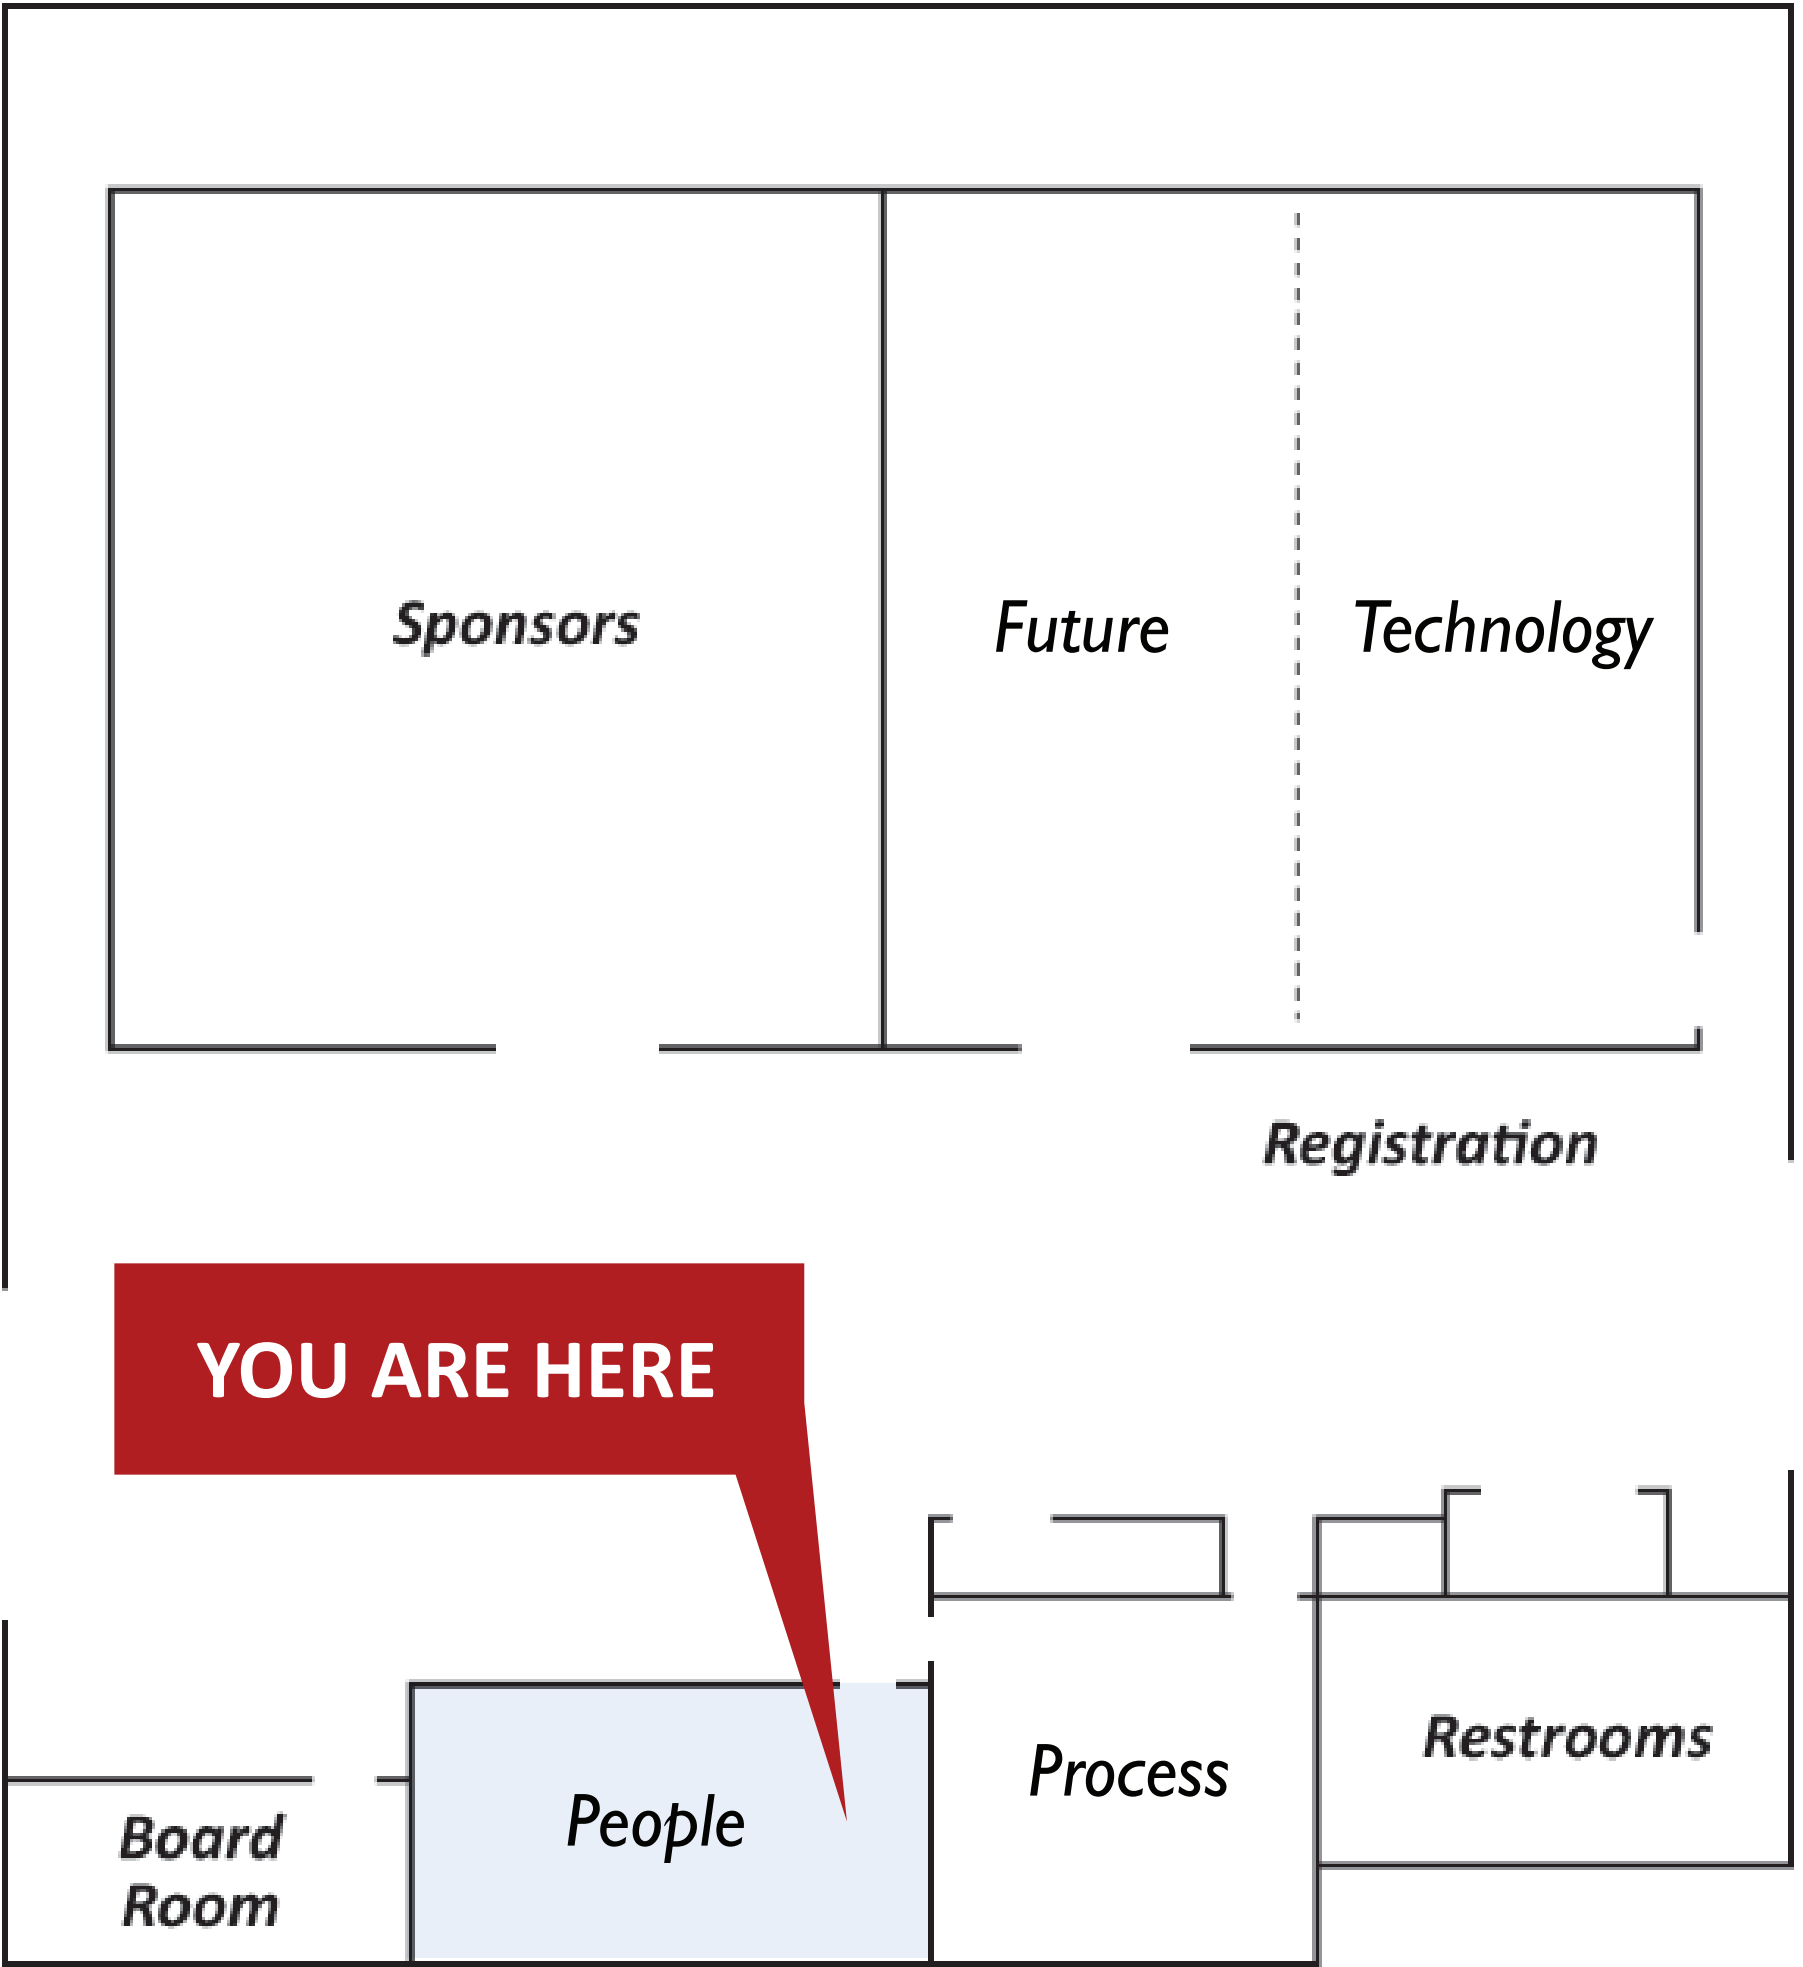 Sponsors
Future
Technology
Registration
YOU ARE HERE
Restrooms
Process
People
Board
Room